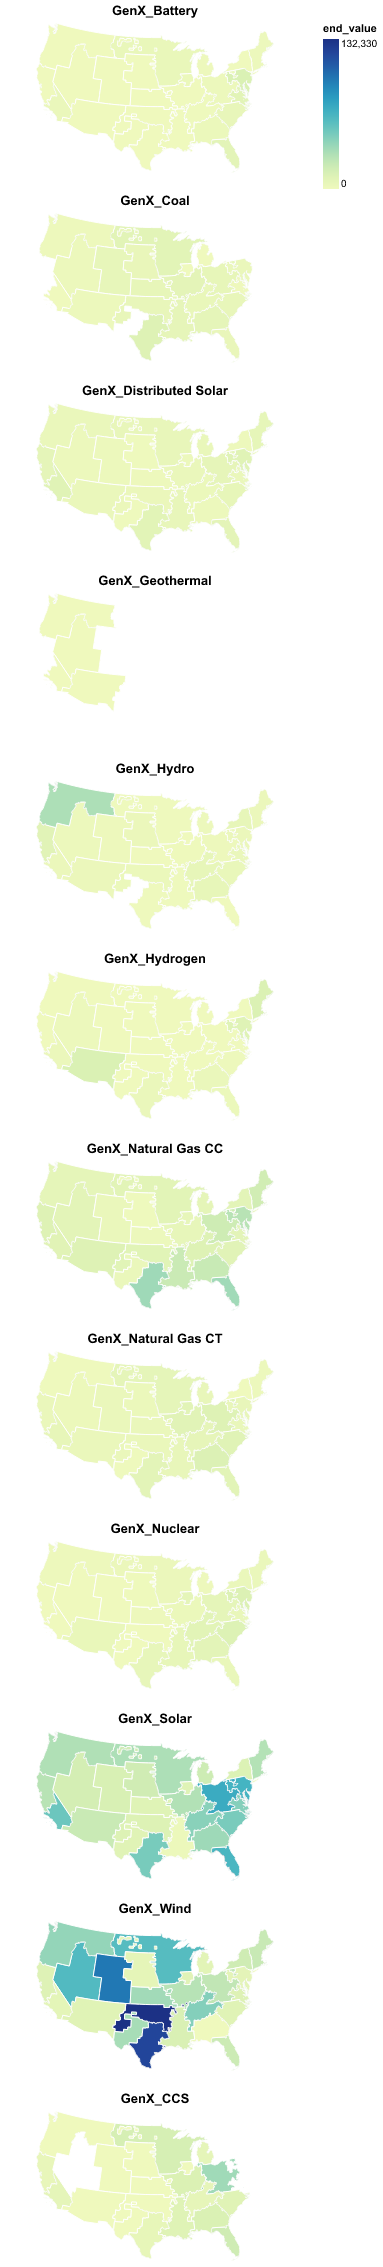 GenX_Battery
end_value
132,330
0
GenX_Coal
GenX_Distributed Solar
GenX_Geothermal
GenX_Hydro
GenX_Hydrogen
GenX_Natural Gas CC
GenX_Natural Gas CT
GenX_Nuclear
GenX_Solar
GenX_Wind
GenX_CCS